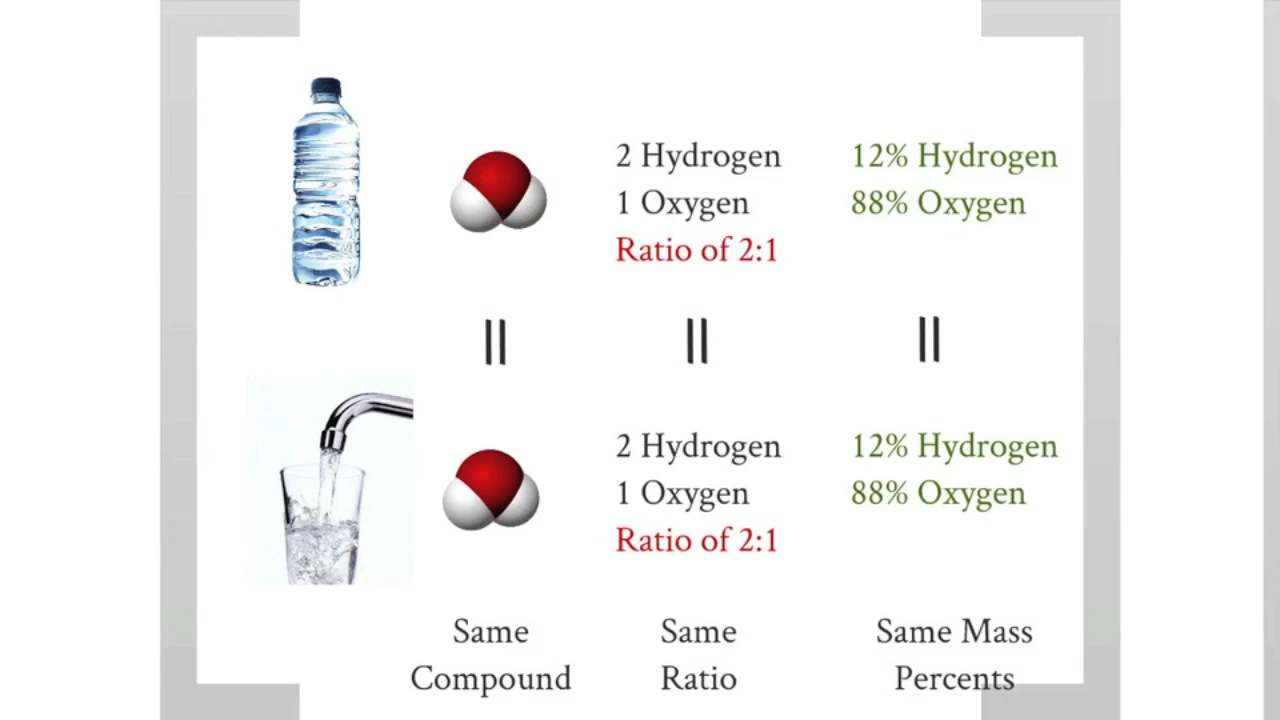 2 Hydrogen
1 Oxygen
Ratio of 2:1
12% Hydrogen
88% Oxygen
=
=
=
2 Hydrogen
1 Oxygen
Ratio of 2:1
12% Hydrogen
88% Oxygen
Same
Compound
Same
Ratio
Same Mass
Percents